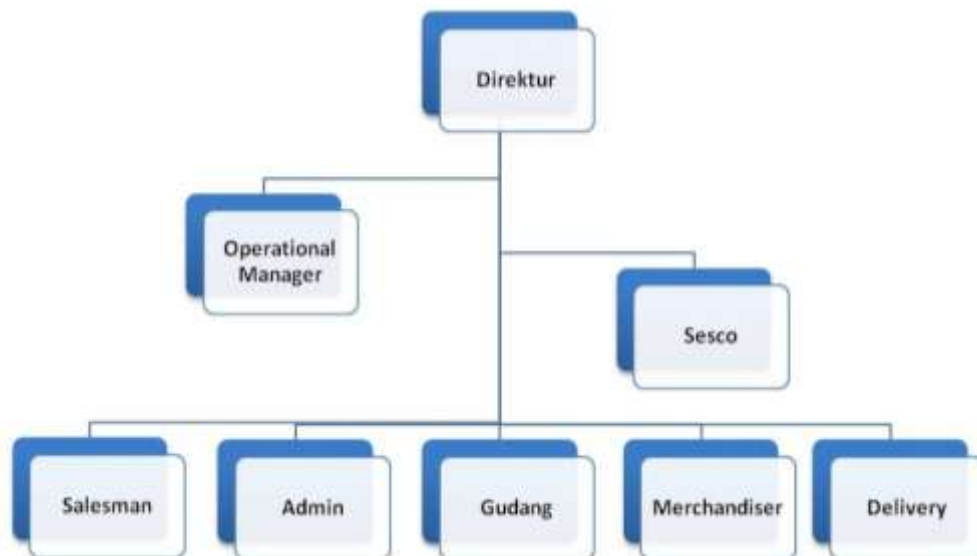 Direktur
Operational
Manager
Sesco
Salesman
Admin
Gudang
Merchandiser
Delivery